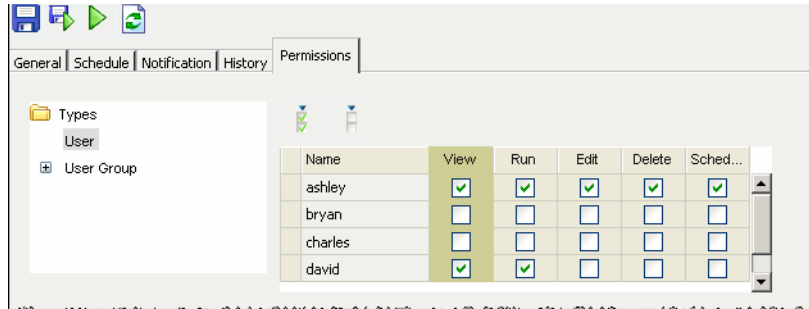 General Schedule Notification History Permissions
Types
User
User Group
Name View Run Edit Delete Sched...
ashley
bryan
charles
david